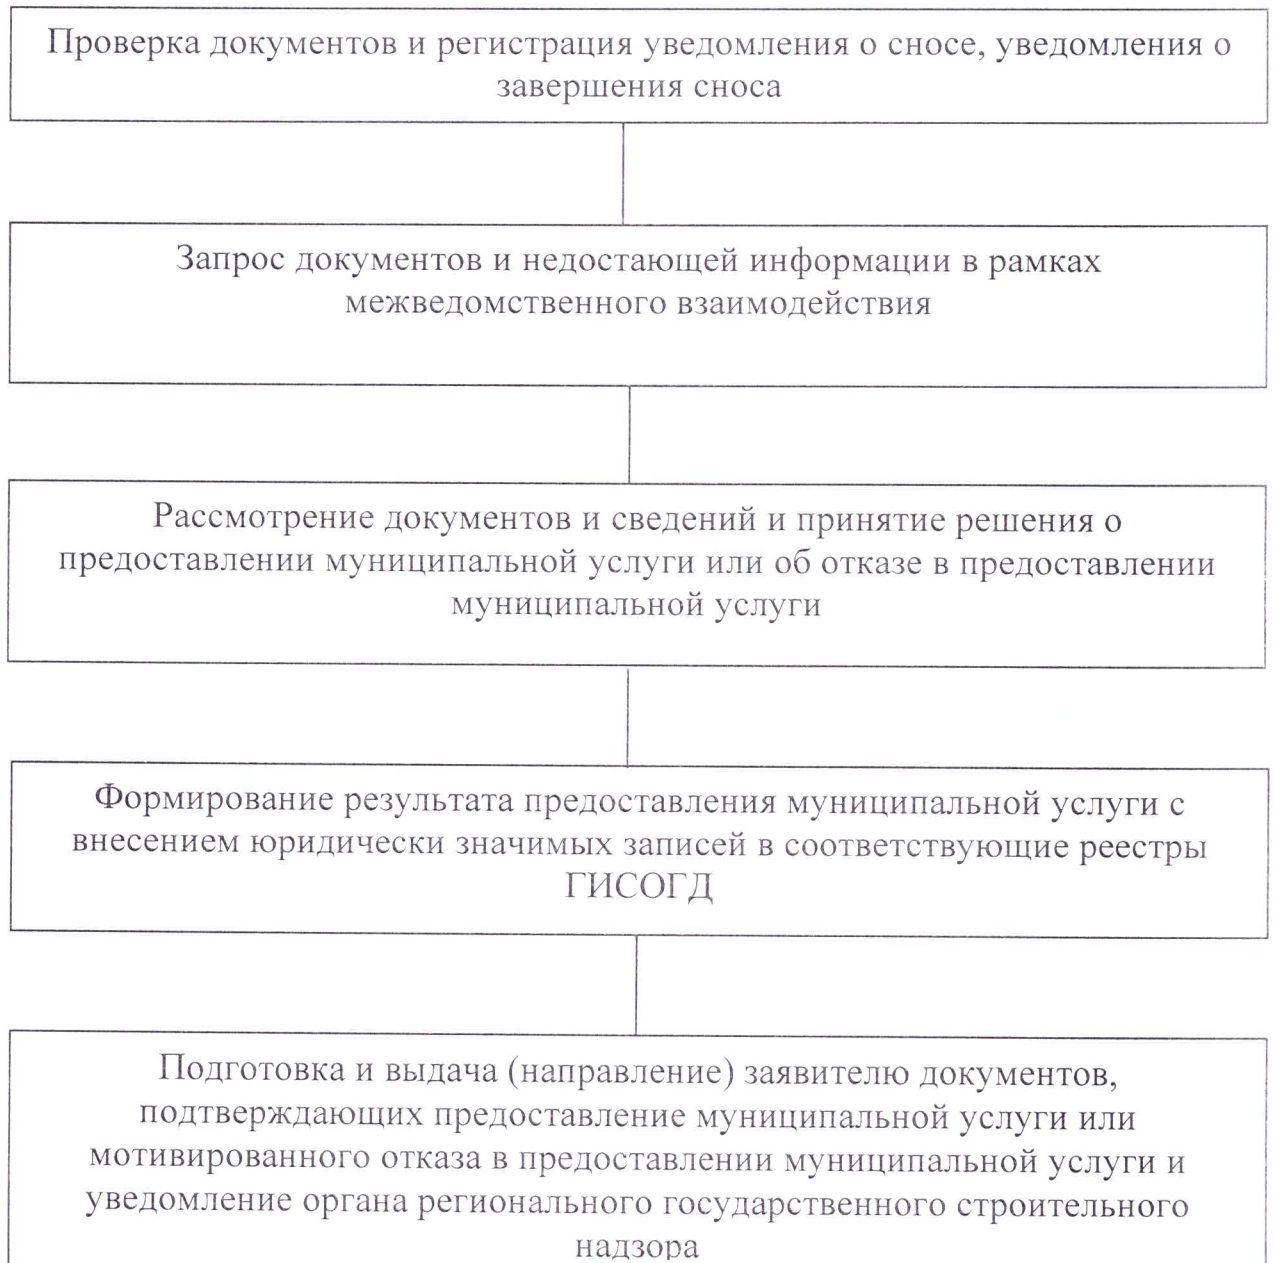 Проверка документов и регистрация уведомления о сносе, уведомления о
завершения сноса
Запрос документов и недостающей информации в рамках
межведомственного взаимодействия
Рассмотрение документов и сведений и принятие решения о
предоставлении муниципальной услуги или об отказе в предоставлении
муниципальной услуги
Формирование результата предоставления муниципальной услуги с
внесением юридически значимых записей в соответствующие реестры
ГИСОГД
Подготовка и выдача (направление) заявителю документов,
подтверждающих предоставление муниципальной услуги или
мотивированного отказа в предоставлении муниципальной услуги и
уведомление органа регионального государственного строительного
надзора